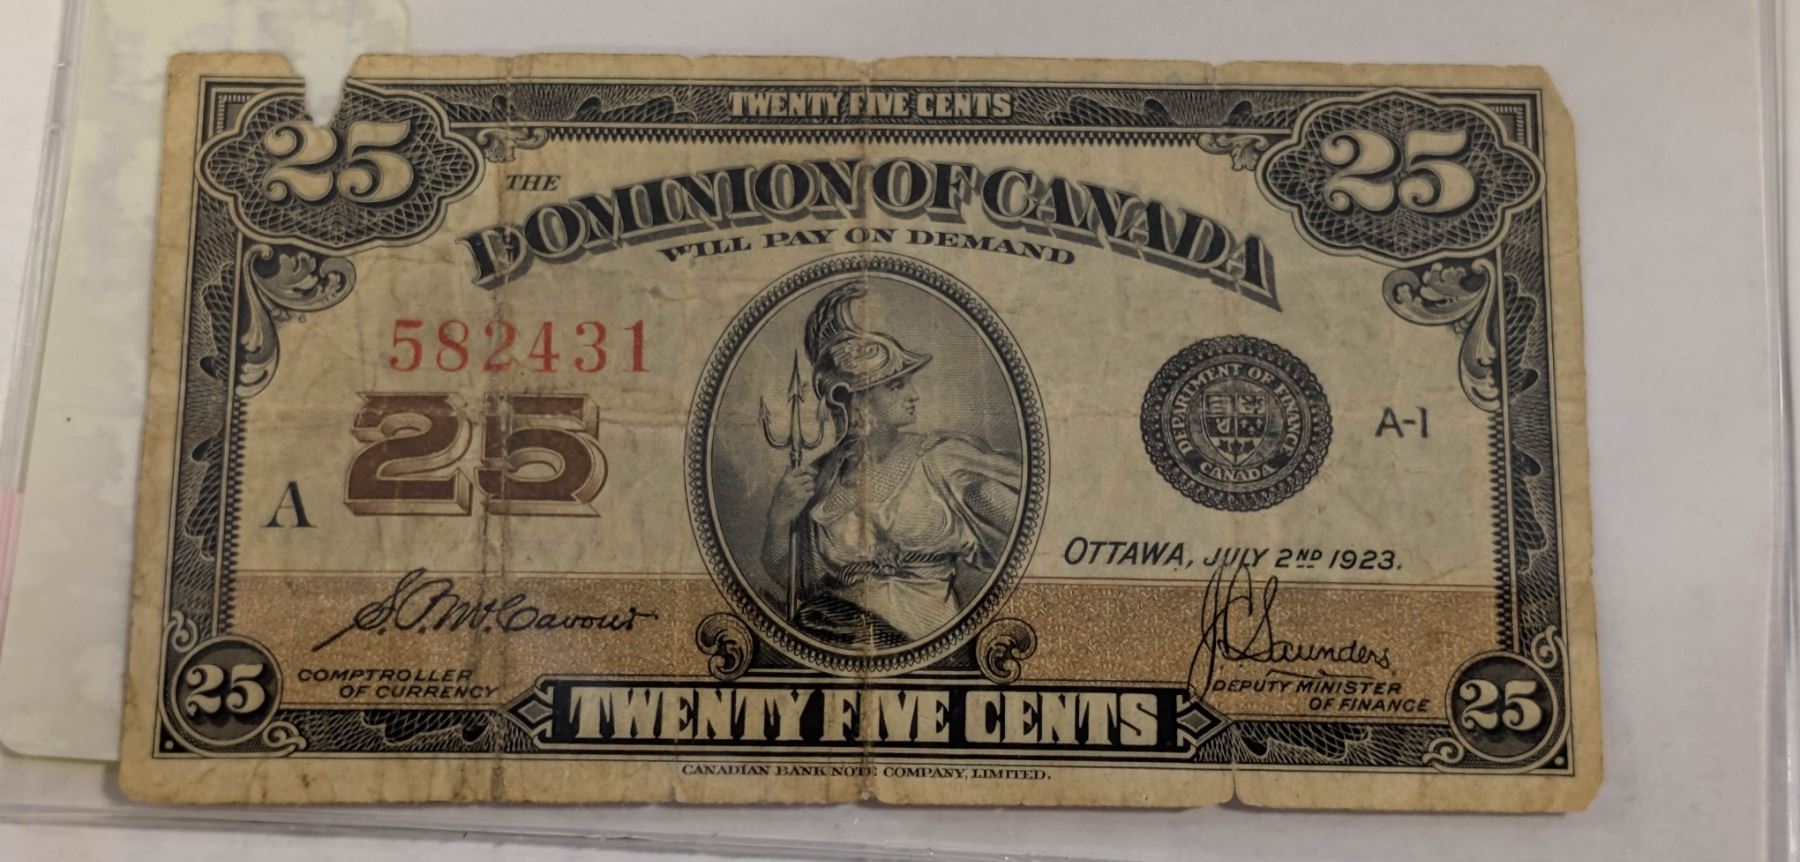 TWENTY FIVE CENTS
25 25
THE
DOMINION OF CANADA
WILL PAY ON DEMAND
6
582431
25
A
DEPARTMENT OF FINANCE
CANADA
A-1
OTTAWA, JULY 2ND 1923.
COMPTROLLER
OF CURRENCY
J.C. Saunders
DEPUTY MINISTER
OF FINANCE
25 25
TWENTY FIVE CENTS
CANADIAN BANK NOTE COMPANY, LIMITED.